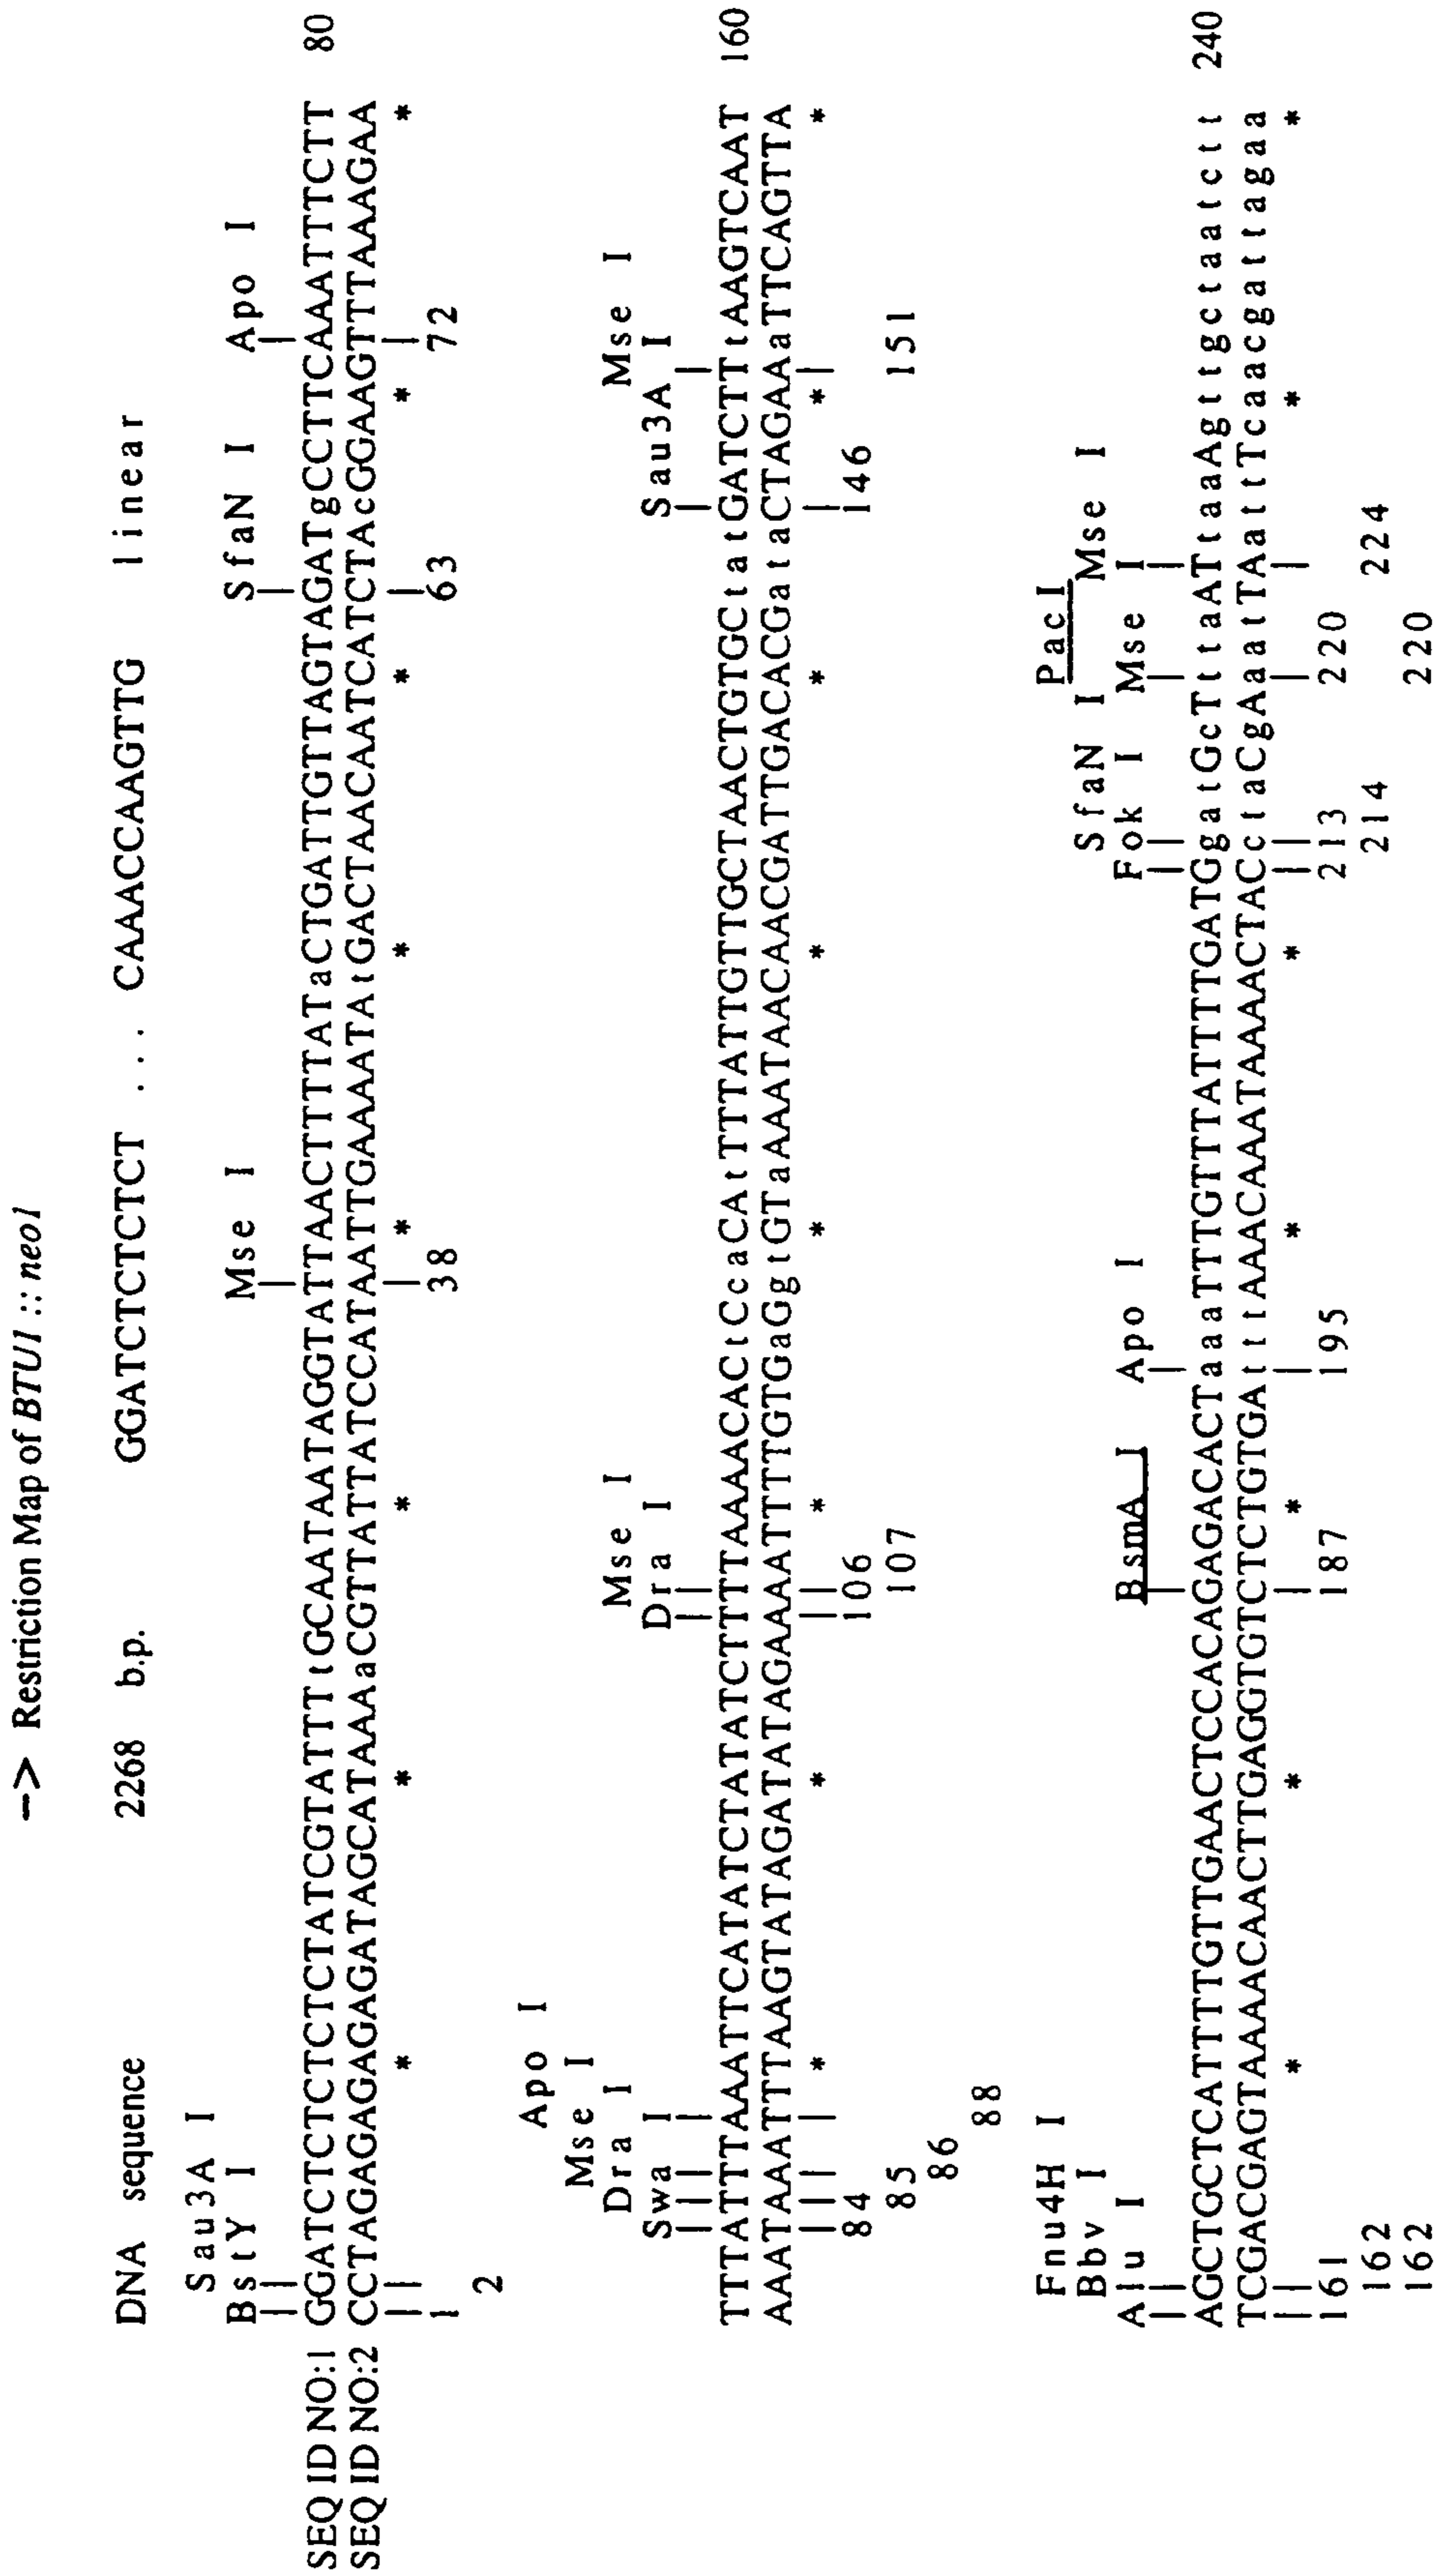 -> Restriction Map of BTU1 :: neo1
DNA sequence 2268 b.p. GGATCTCTCTCT ... CAAACCAAGTTG linear
Sau3A I
BstY I Mse I SfaN I Apo I
SEQ ID NO:1 GGATCTCTCTCTCTATCGTATTTtGCAATAATAGGTATTAACTTTTATaCTGATTGTTAGTAGATgCCTTCAAATTTCTT 80
SEQ ID NO:2 CCTAGAGAGAGAGATAGCATAAAaCGTTATTATCCATAATTGAAAATAtGACTAACAATCATCTAcGGAAGTTTAAAGAA
* * * * * * * *
1 38 63 72
2
Apo I
Mse I
Dra I Mse I Mse I
Swa I Dra I Sau3A I
TTTATTTAAATTCATATCTATATCTTTTAAAACACtCcaCAtTTTATTGTTGCTAACTGTGCtatGATCTTtAAGTCAAT 160
AAATAAATTTAAGTATAGATATAGAAAATTTTGTGaGgtGTaAAATAACAACGATTGACACGataCTAGAAaTTCAGTTA
* * * * * * * *
84 106 146
85 107 151
86
88
Fnu4H I Pac I
Bbv I SfaN I Mse I
Alu I BsmA I Apo I Fok I Mse I
AGCTGCTCATTTTGTTGAACTCCACAGAGACACTaaaTTTGTTTATTTTGATGgatGcTttaATtaaAgttgctaatctt 240
TCGACGAGTAAAACAACTTGAGGTGTCTCTGTGAtttAAACAAATAAAACTACctaCgAaatTAattTcaacgattagaa
* * * * * * * *
161 187 195 213 220
162 214 224
162 220